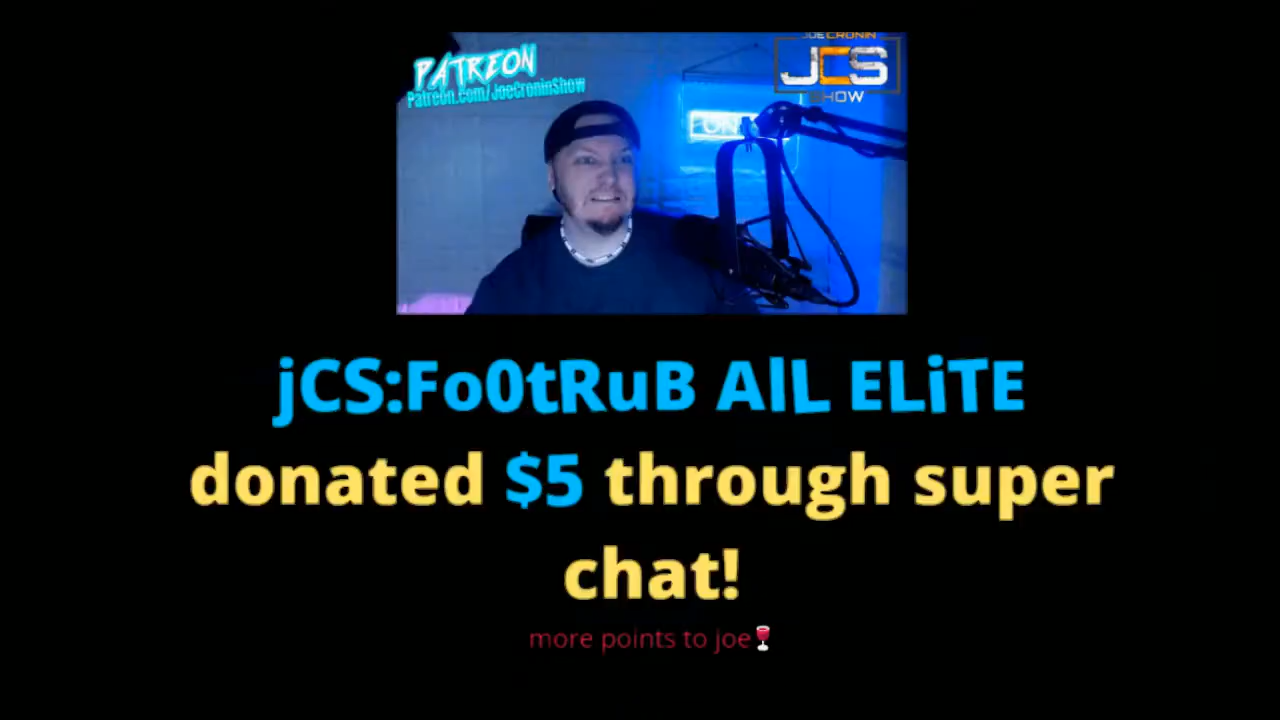 PATREON
Patreon.com/JoeCroninShow
JOE CRONIN
JCS
SHOW
ON
jCS:Fo0tRuB AlL ELiTE
donated $5 through super
chat!
more points to joe🍷